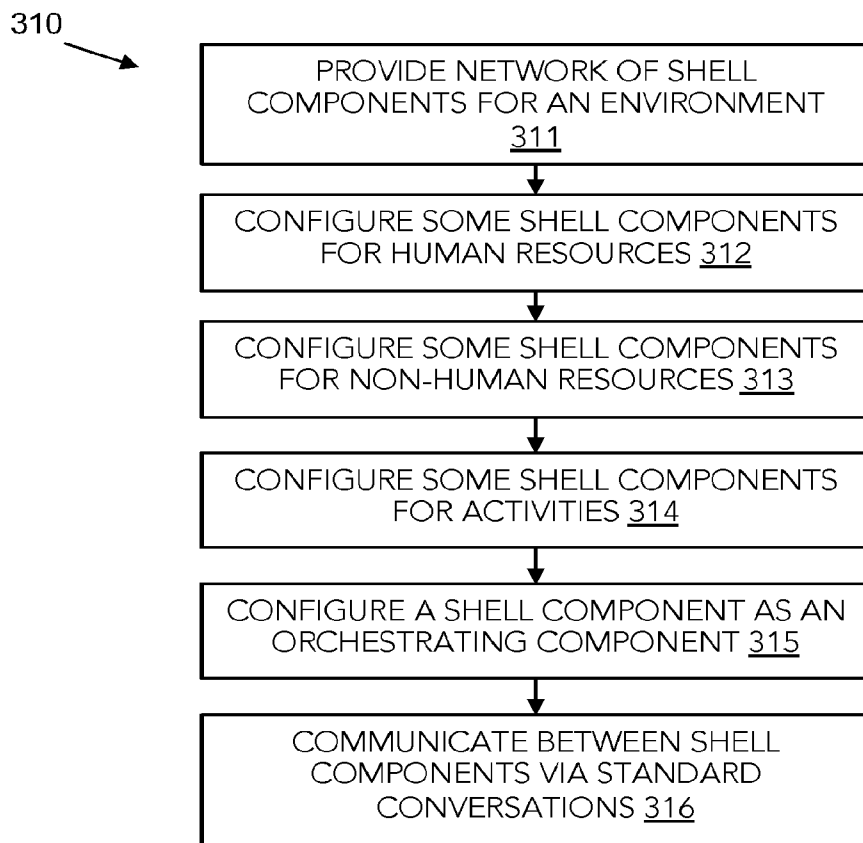 310
PROVIDE NETWORK OF SHELL
COMPONENTS FOR AN ENVIRONMENT
311
CONFIGURE SOME SHELL COMPONENTS
FOR HUMAN RESOURCES 312
CONFIGURE SOME SHELL COMPONENTS
FOR NON-HUMAN RESOURCES 313
CONFIGURE SOME SHELL COMPONENTS
FOR ACTIVITIES 314
CONFIGURE A SHELL COMPONENT AS AN
ORCHESTRATING COMPONENT 315
COMMUNICATE BETWEEN SHELL
COMPONENTS VIA STANDARD
CONVERSATIONS 316